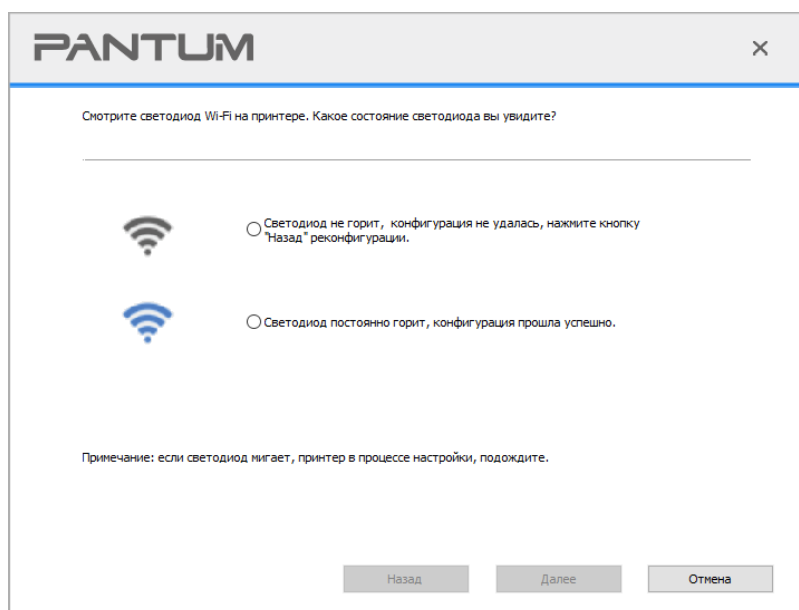 PANTUM
Смотрите светодиод Wi-Fi на принтере. Какое состояние светодиода вы увидите?
Светодиод не горит, конфигурация не удалась, нажмите кнопку
"Назад" реконфигурации.
Светодиод постоянно горит, конфигурация прошла успешно.
Примечание: если светодиод мигает, принтер в процессе настройки, подождите.
Назад
Далее
Отмена